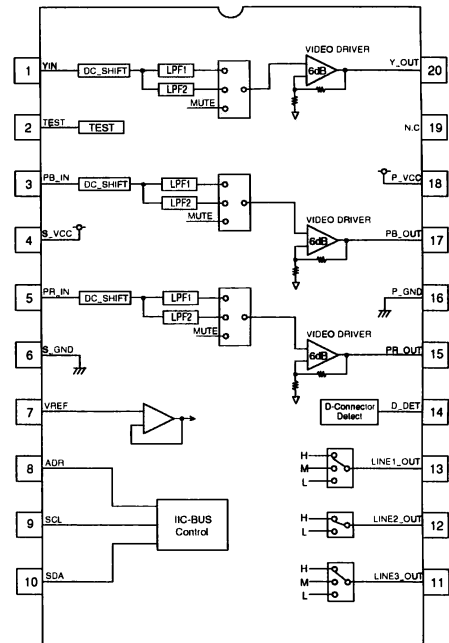 VIDEO DRIVER
1 YIN DC_SHIFT LPF1 6dB Y_OUT 20
LPF2
MUTE
2 TEST TEST N.C 19
3 PB_IN DC_SHIFT LPF1 P_VCC 18
LPF2
MUTE VIDEO DRIVER
4 S_VCC 6dB PB_OUT 17
5 PR_IN DC_SHIFT LPF1 P_GND 16
LPF2
MUTE VIDEO DRIVER
6 S_GND 6dB PR_OUT 15
7 VREF D-Connector Detect D_DET 14
8 ADR H M L LINE1_OUT 13
9 SCL IIC-BUS Control H L LINE2_OUT 12
10 SDA H M L LINE3_OUT 11